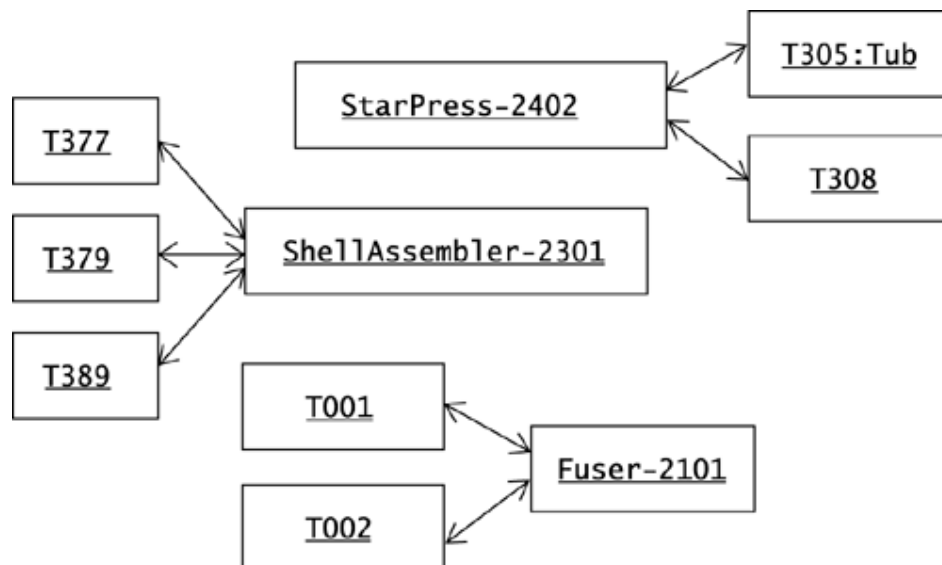 T305:Tub
StarPress-2402
T377
T308
T379
ShellAssembler-2301
T389
T001
Fuser-2101
T002